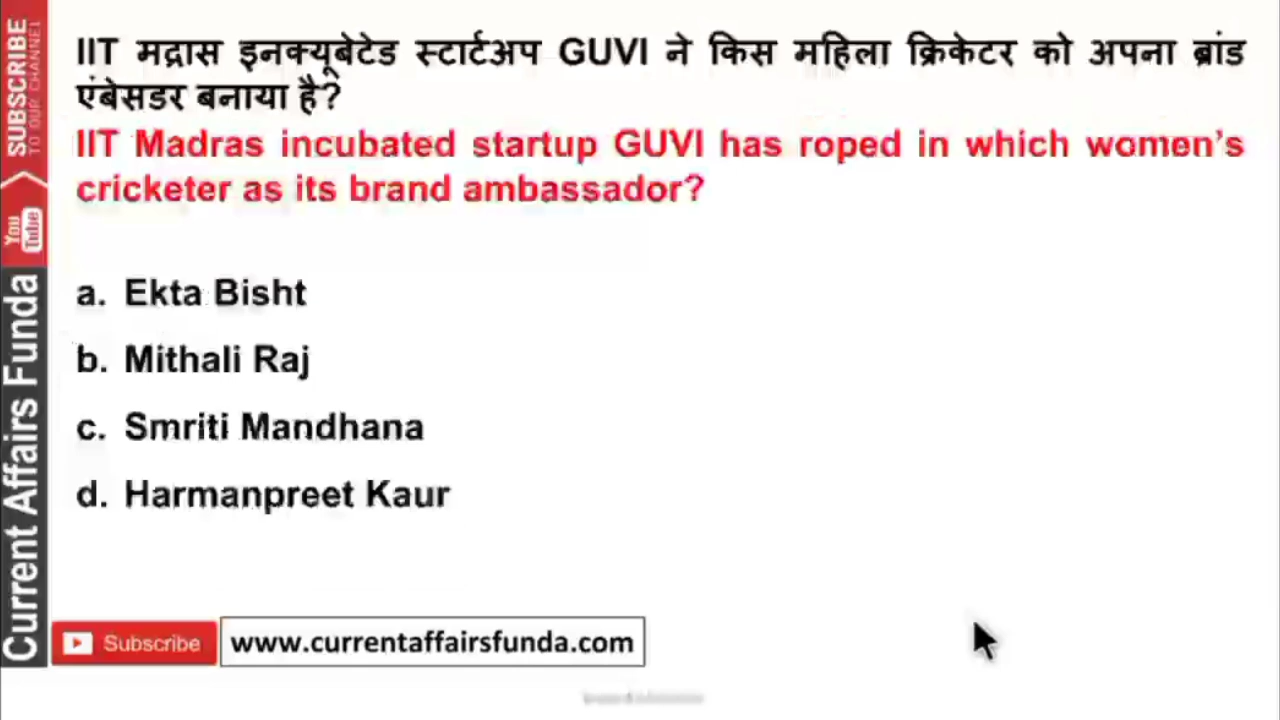 IIT मद्रास इनक्यूबेटेड स्टार्टअप GUVI ने किस महिला क्रिकेटर को अपना ब्रांड
एंबेसडर बनाया है?
IIT Madras incubated startup GUVI has roped in which women's
cricketer as its brand ambassador?
a. Ekta Bisht
b. Mithali Raj
c. Smriti Mandhana
d. Harmanpreet Kaur
Subscribe www.currentaffairsfunda.com
SUBSCRIBE
TO OUR CHANNEL
You
Tube
Current Affairs Funda